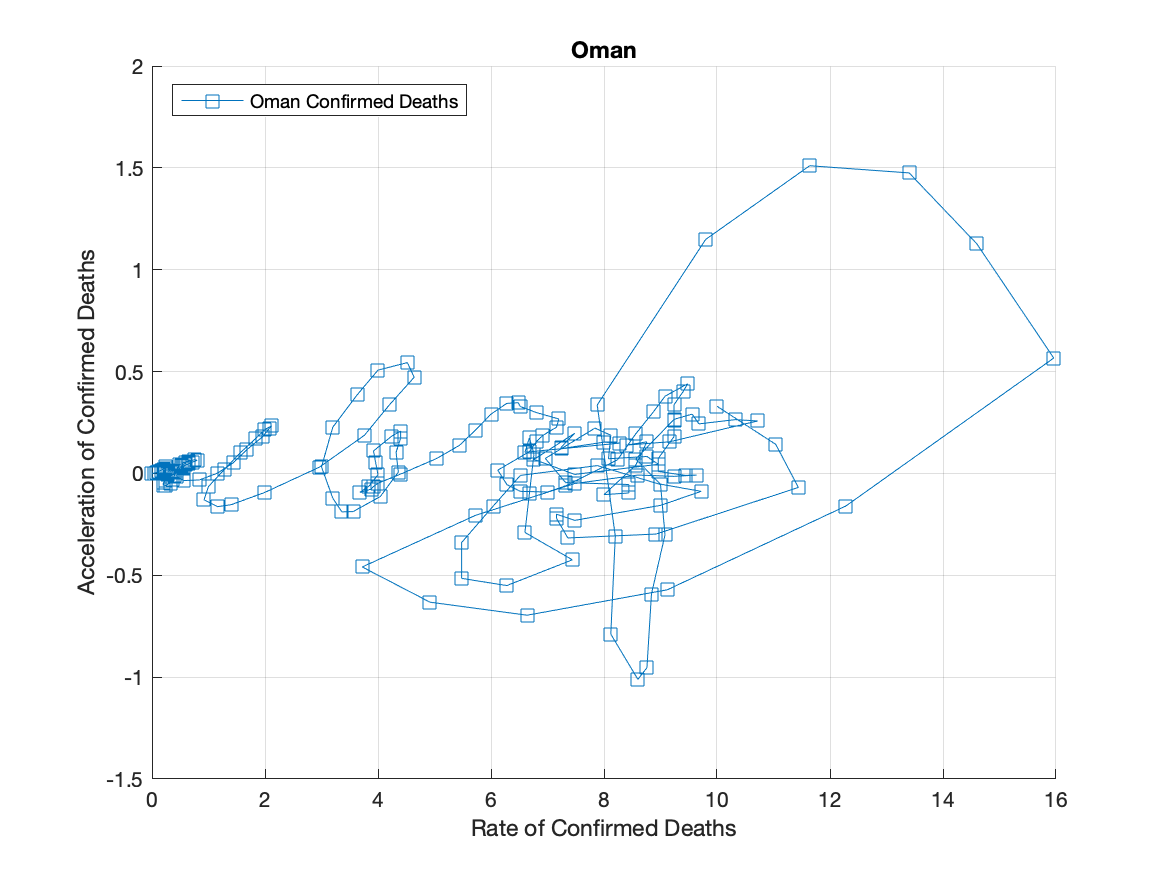 Oman
2
Oman Confirmed Deaths
1.5
1
0.5
0
-0.5
-1
-1.5
Acceleration of Confirmed Deaths
0 2 4 6 8 10 12 14 16
Rate of Confirmed Deaths